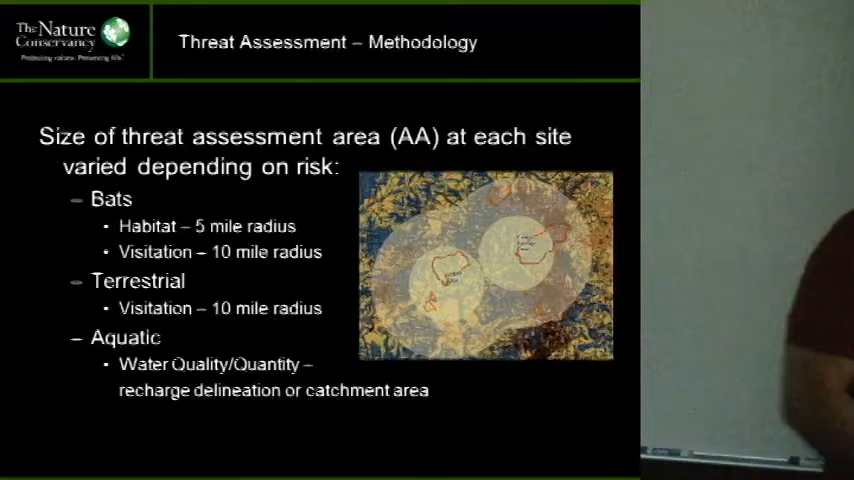 The Nature
Conservancy
Protecting nature. Preserving life.
Threat Assessment – Methodology
Size of threat assessment area (AA) at each site
varied depending on risk:
– Bats
• Habitat – 5 mile radius
• Visitation – 10 mile radius
– Terrestrial
• Visitation – 10 mile radius
– Aquatic
• Water Quality/Quantity –
recharge delineation or catchment area